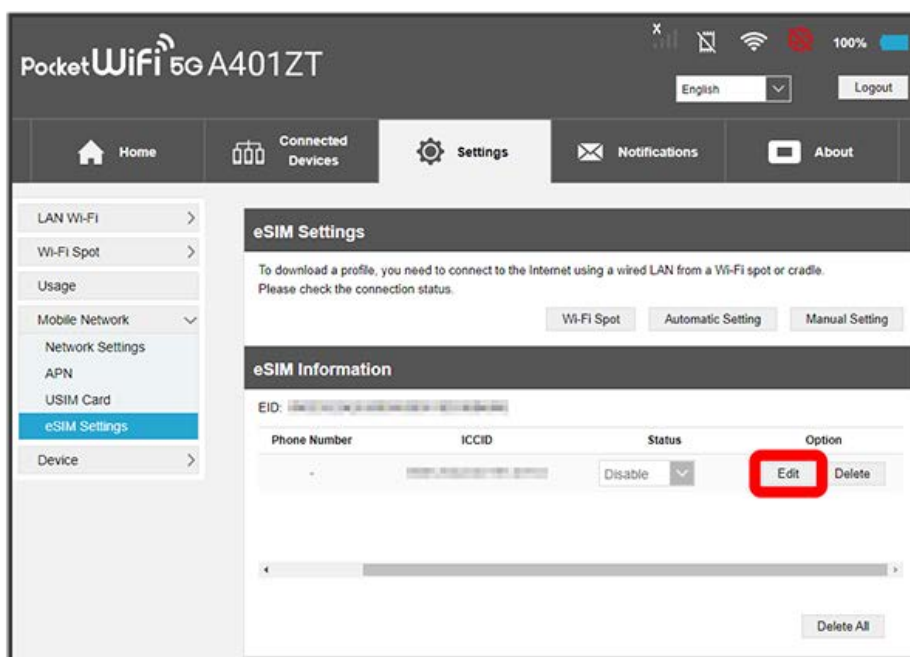 Pocket WiFi 5G A401ZT
x
100%
English
Logout
Home
Connected
Devices
Settings
Notifications
About
LAN Wi-Fi
Wi-Fi Spot
Usage
Mobile Network
Network Settings
APN
USIM Card
eSIM Settings
Device
eSIM Settings
To download a profile, you need to connect to the Internet using a wired LAN from a Wi-Fi spot or cradle.
Please check the connection status.
Wi-Fi Spot Automatic Setting Manual Setting
eSIM Information
EID:
Phone Number ICCID Status Option
- Disable Edit Delete
Delete All